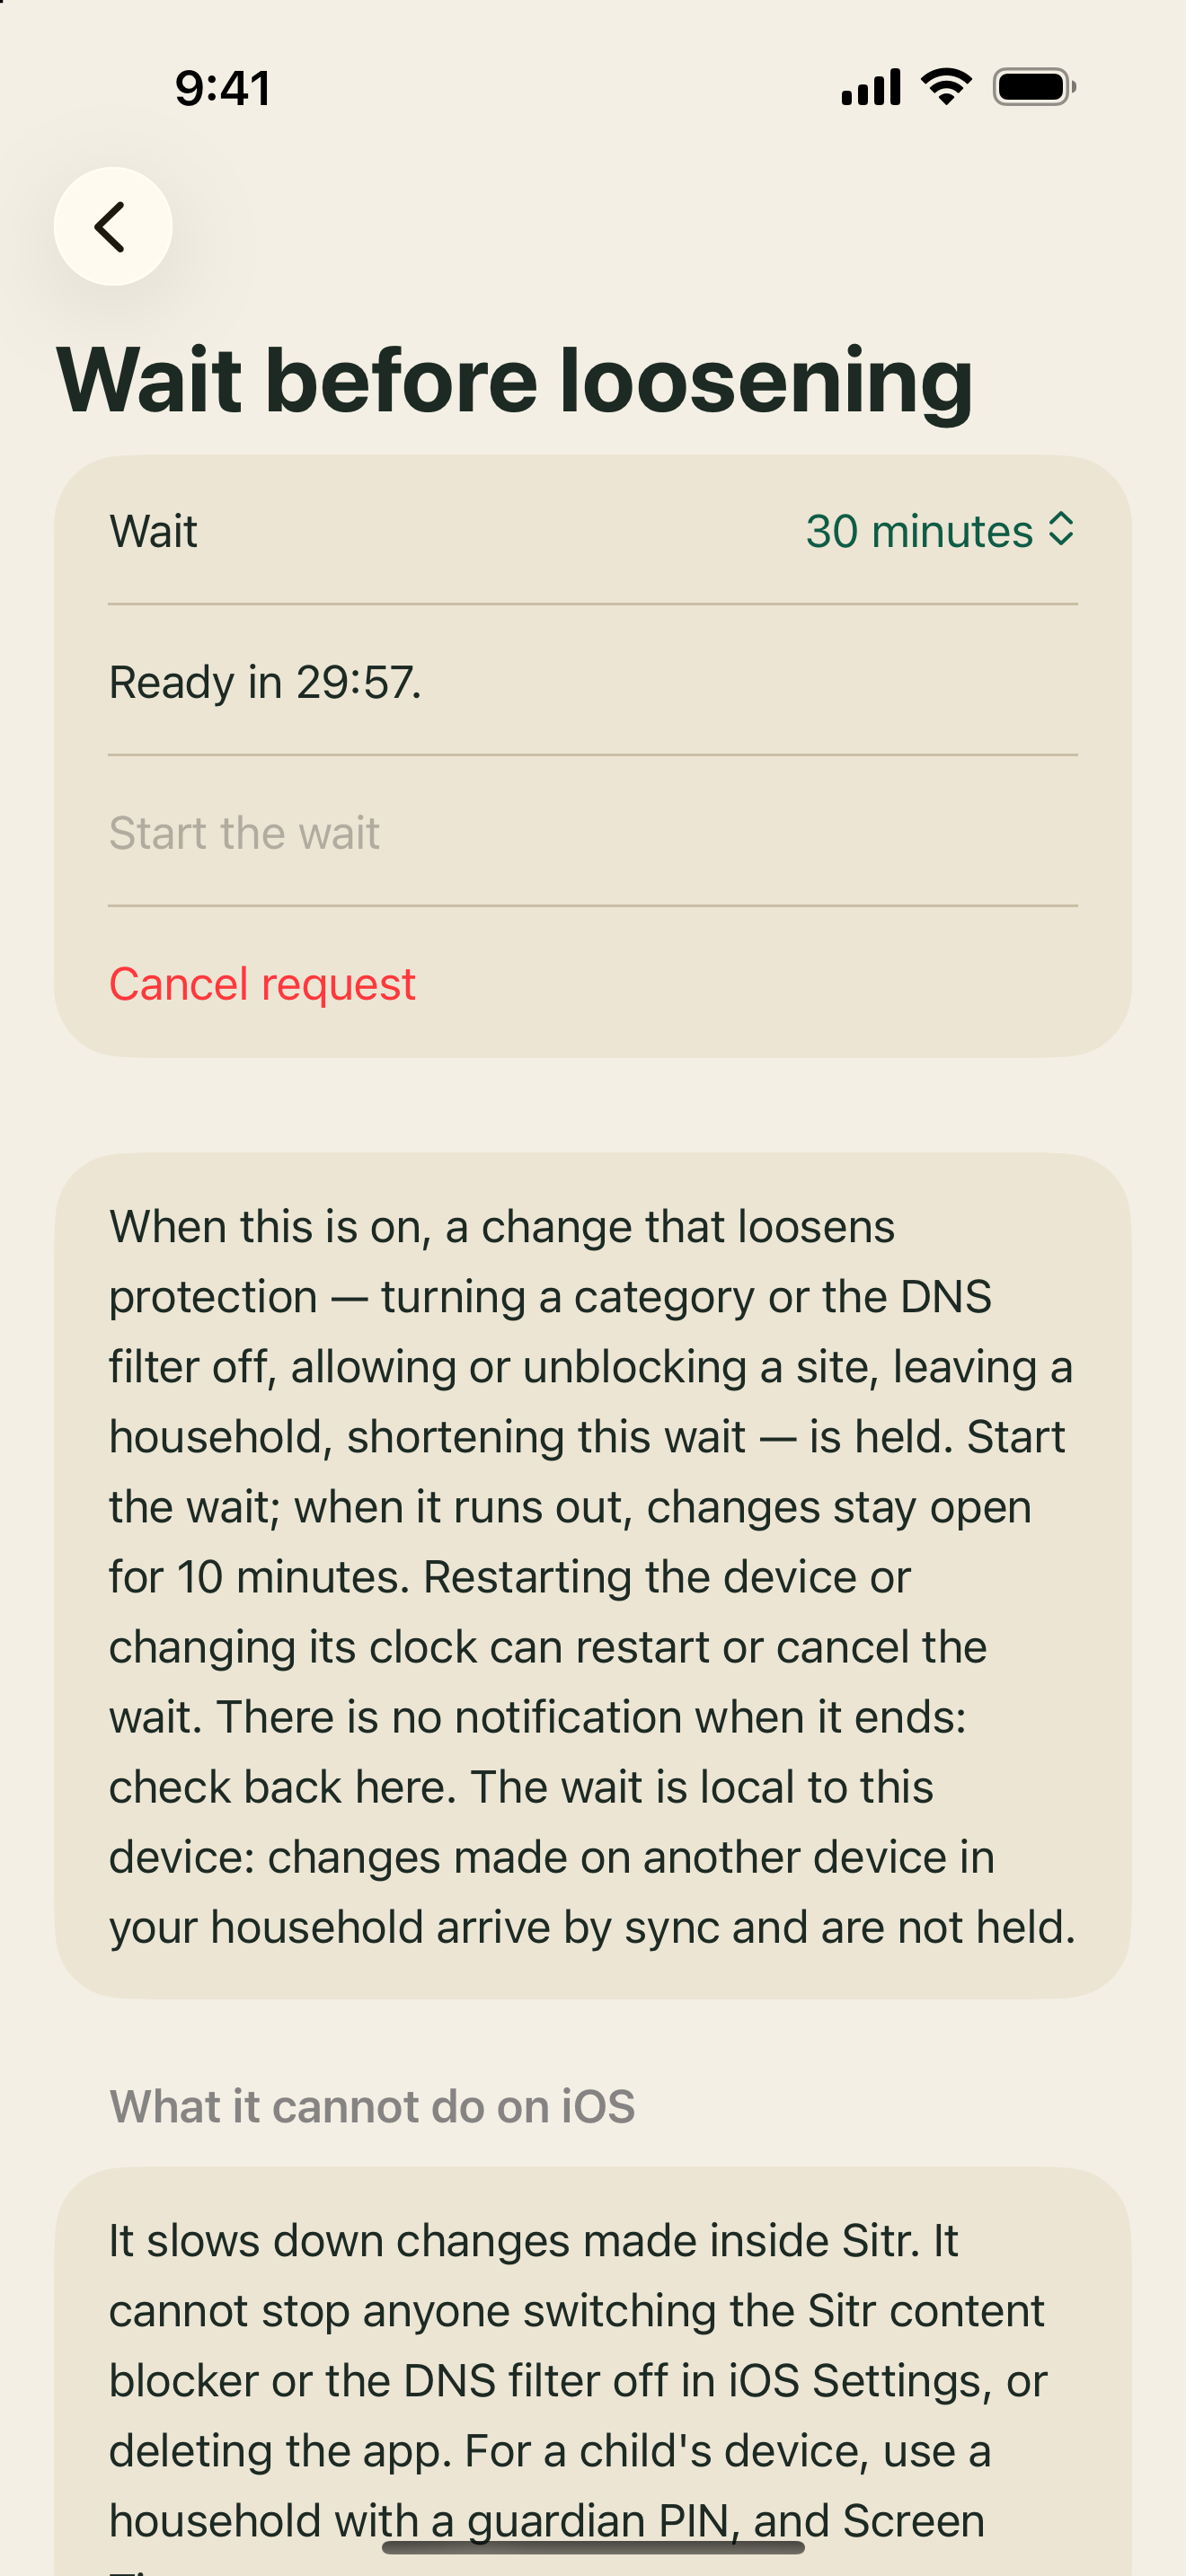 9:41
Wait before loosening
Wait
30 minutes
Ready in 29:57.
Start the wait
Cancel request
When this is on, a change that loosens
protection — turning a category or the DNS
filter off, allowing or unblocking a site, leaving a
household, shortening this wait — is held. Start
the wait; when it runs out, changes stay open
for 10 minutes. Restarting the device or
changing its clock can restart or cancel the
wait. There is no notification when it ends:
check back here. The wait is local to this
device: changes made on another device in
your household arrive by sync and are not held.
What it cannot do on iOS
It slows down changes made inside Sitr. It
cannot stop anyone switching the Sitr content
blocker or the DNS filter off in iOS Settings, or
deleting the app. For a child's device, use a
household with a guardian PIN, and Screen